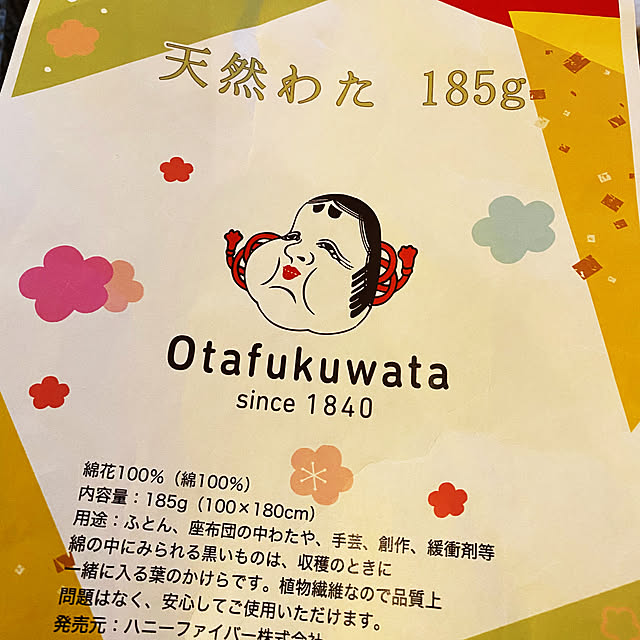 天然わた 185g
Otafukuwata
since 1840
綿花100%（綿100%）
内容量：185g（100×180cm）
用途：ふとん、座布団の中わたや、手芸、創作、緩衝剤等
綿の中にみられる黒いものは、収穫のときに
一緒に入る葉のかけらです。植物繊維なので品質上
問題はなく、安心してご使用いただけます。
発売元：ハニーファイバー株式会社